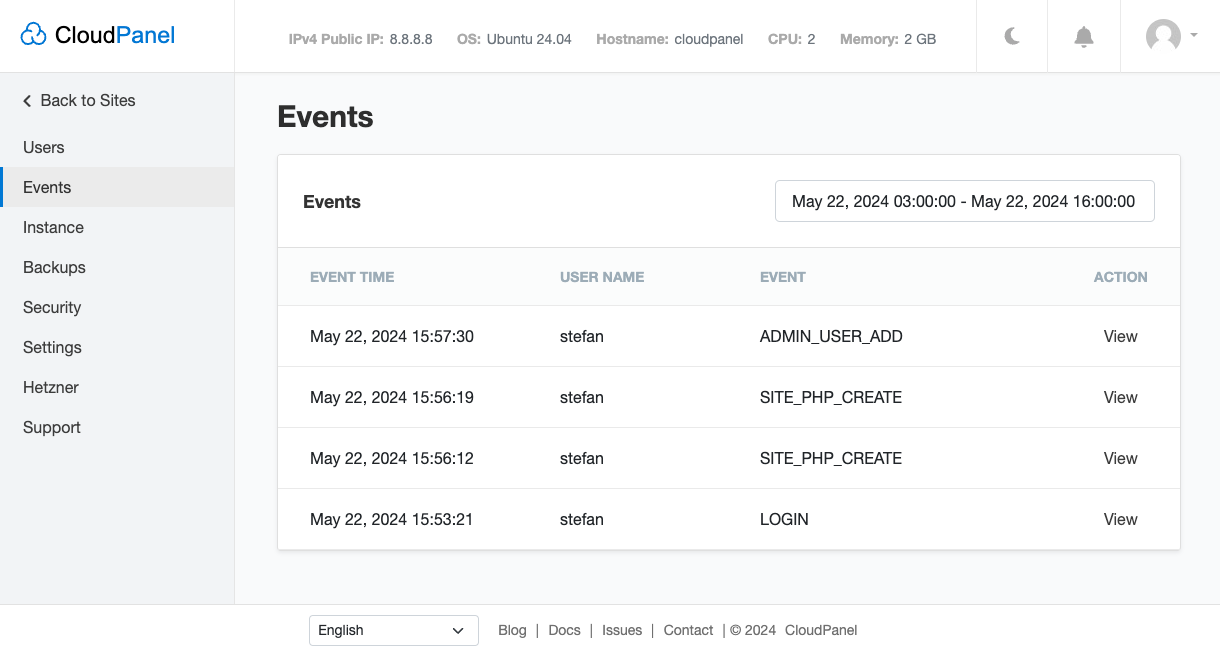 CloudPanel
IPv4 Public IP: 8.8.8.8 OS: Ubuntu 24.04 Hostname: cloudpanel CPU: 2 Memory: 2 GB
Back to Sites
Users
Events
Instance
Backups
Security
Settings
Hetzner
Support
Events
Events
May 22, 2024 03:00:00 - May 22, 2024 16:00:00
EVENT TIME USER NAME EVENT ACTION
May 22, 2024 15:57:30 stefan ADMIN_USER_ADD View
May 22, 2024 15:56:19 stefan SITE_PHP_CREATE View
May 22, 2024 15:56:12 stefan SITE_PHP_CREATE View
May 22, 2024 15:53:21 stefan LOGIN View
English
Blog | Docs | Issues | Contact | © 2024 CloudPanel